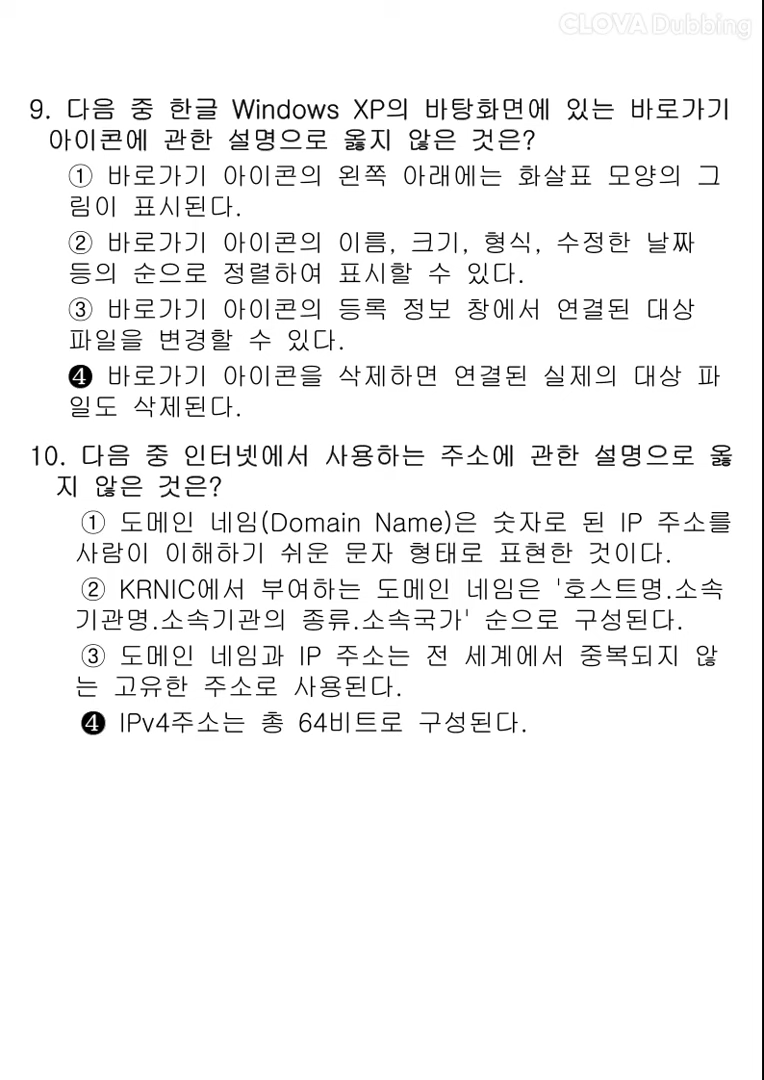 CLOVA Dubbing
9. 다음 중 한글 Windows XP의 바탕화면에 있는 바로가기
아이콘에 관한 설명으로 옳지 않은 것은?
① 바로가기 아이콘의 왼쪽 아래에는 화살표 모양의 그
림이 표시된다.
② 바로가기 아이콘의 이름, 크기, 형식, 수정한 날짜
등의 순으로 정렬하여 표시할 수 있다.
③ 바로가기 아이콘의 등록 정보 창에서 연결된 대상
파일을 변경할 수 있다.
❹ 바로가기 아이콘을 삭제하면 연결된 실제의 대상 파
일도 삭제된다.
10. 다음 중 인터넷에서 사용하는 주소에 관한 설명으로 옳
지 않은 것은?
① 도메인 네임(Domain Name)은 숫자로 된 IP 주소를
사람이 이해하기 쉬운 문자 형태로 표현한 것이다.
② KRNIC에서 부여하는 도메인 네임은 '호스트명.소속
기관명.소속기관의 종류.소속국가' 순으로 구성된다.
③ 도메인 네임과 IP 주소는 전 세계에서 중복되지 않
는 고유한 주소로 사용된다.
❹ IPv4주소는 총 64비트로 구성된다.